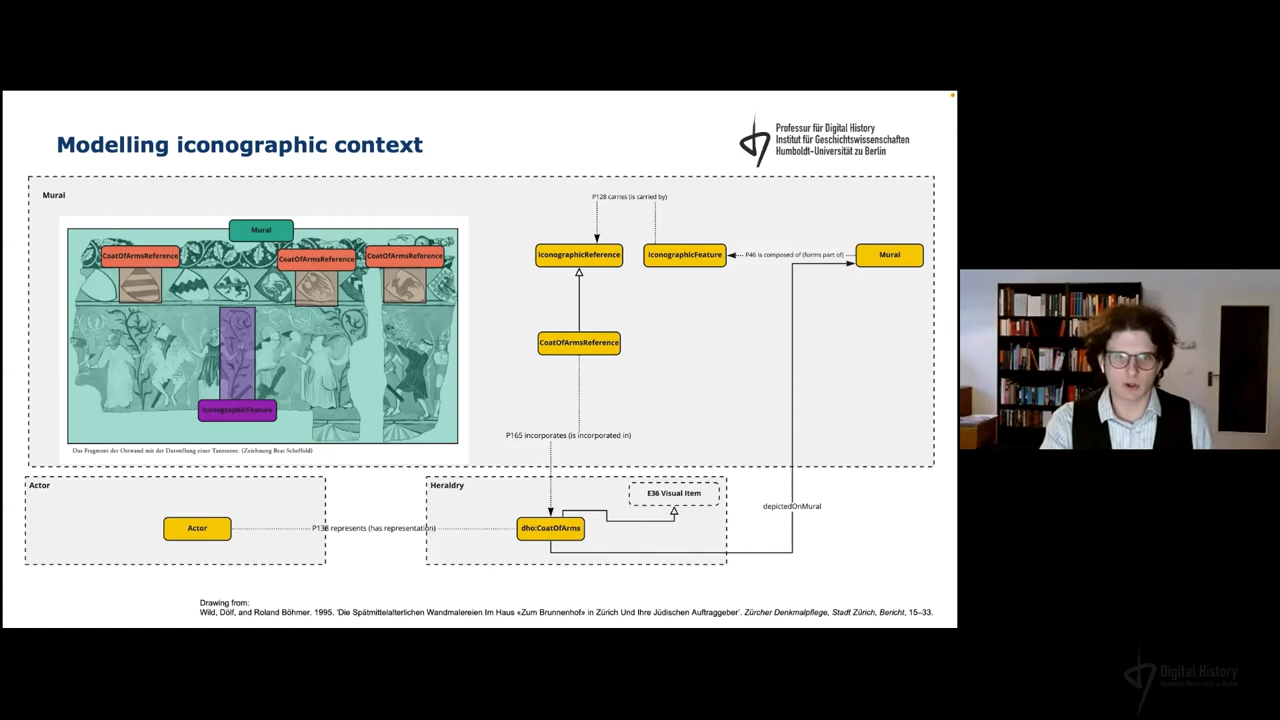 Modelling iconographic context
Professur für Digital History
Institut für Geschichtswissenschaften
Humboldt-Universität zu Berlin
Mural
Mural
CoatOfArmsReference
CoatOfArmsReference
CoatOfArmsReference
IconographicFeature
Das Fragment der Ostwand mit der Darstellung einer Tanzszene. (Zeichnung Beat Scheffold)
P128 carries (is carried by)
IconographicReference
IconographicFeature
P46 is composed of (forms part of)
Mural
CoatOfArmsReference
P165 incorporates (is incorporated in)
Actor
Actor
P138 represents (has representation)
Heraldry
E36 Visual Item
dho:CoatOfArms
depictedOnMural
Drawing from:
Wild, Dölf, and Roland Böhmer. 1995. ‘Die Spätmittelalterlichen Wandmalereien Im Haus «Zum Brunnenhof» in Zürich Und Ihre Jüdischen Auftraggeber’. Zürcher Denkmalpflege, Stadt Zürich, Bericht, 15–33.
Digital History
Humboldt-Universität zu Berlin